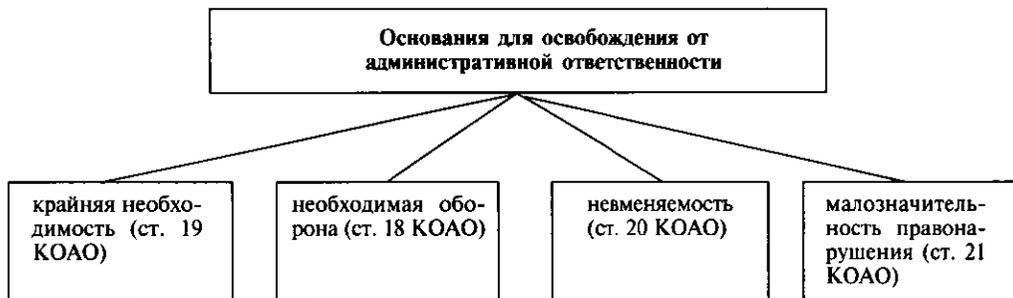 Основания для освобождения от
административной ответственности
крайняя необхо-
димость (ст. 19
КОАО)
необходимая обо-
рона (ст. 18 КОАО)
невменяемость
(ст. 20 КОАО)
малозначитель-
ность правона-
рушения (ст. 21
КОАО)